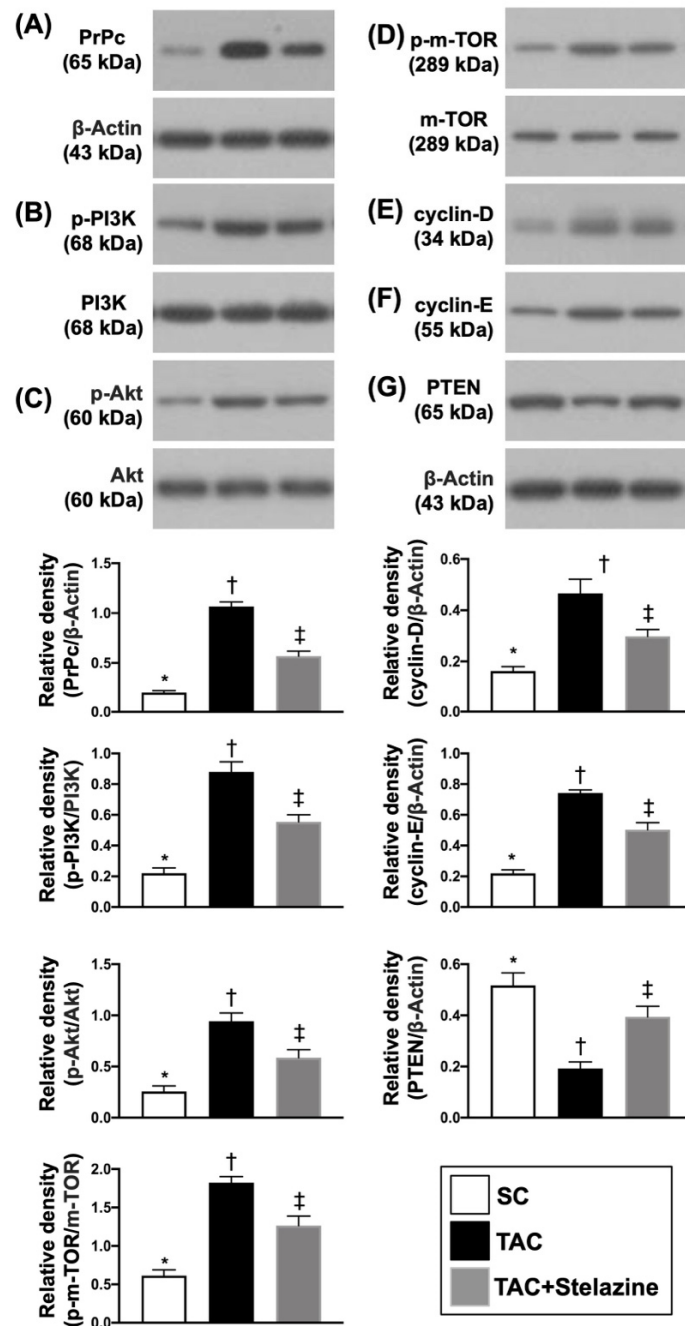 (A)
PrPc
(65 kDa)
β-Actin
(43 kDa)
(B)
p-PI3K
(68 kDa)
PI3K
(68 kDa)
(C)
p-Akt
(60 kDa)
Akt
(60 kDa)
(D)
p-m-TOR
(289 kDa)
m-TOR
(289 kDa)
(E)
cyclin-D
(34 kDa)
(F)
cyclin-E
(55 kDa)
(G)
PTEN
(65 kDa)
β-Actin
(43 kDa)
Relative density
(PrPc/β-Actin)
1.5
1.0
0.5
0.0
*
†
‡
Relative density
(cyclin-D/β-Actin)
0.6
0.4
0.2
0.0
*
†
‡
Relative density
(p-PI3K/PI3K)
1.0
0.8
0.6
0.4
0.2
0.0
*
†
‡
Relative density
(cyclin-E/β-Actin)
1.0
0.8
0.6
0.4
0.2
0.0
*
†
‡
Relative density
(p-Akt/Akt)
1.5
1.0
0.5
0.0
*
†
‡
Relative density
(PTEN/β-Actin)
0.6
0.4
0.2
0.0
*
†
‡
Relative density
(p-m-TOR/m-TOR)
2.0
1.5
1.0
0.5
0.0
*
†
‡
SC
TAC
TAC+Stelazine